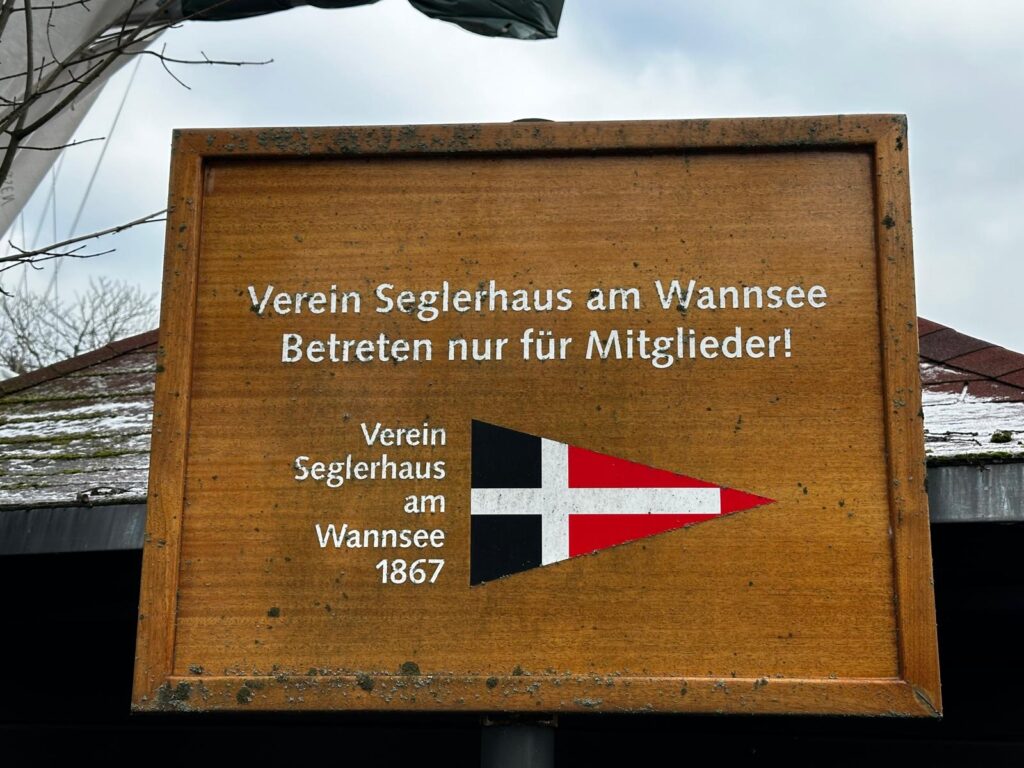 Verein Seglerhaus am Wannsee
Betreten nur für Mitglieder!
Verein
Seglerhaus
am
Wannsee
1867